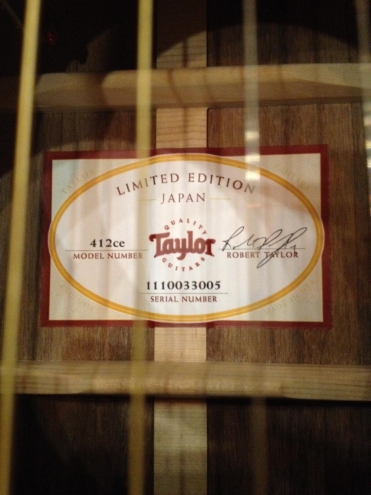 LIMITED EDITION
JAPAN
QUALITY
Taylor
GUITARS
412ce
MODEL NUMBER
ROBERT TAYLOR
1110033005
SERIAL NUMBER